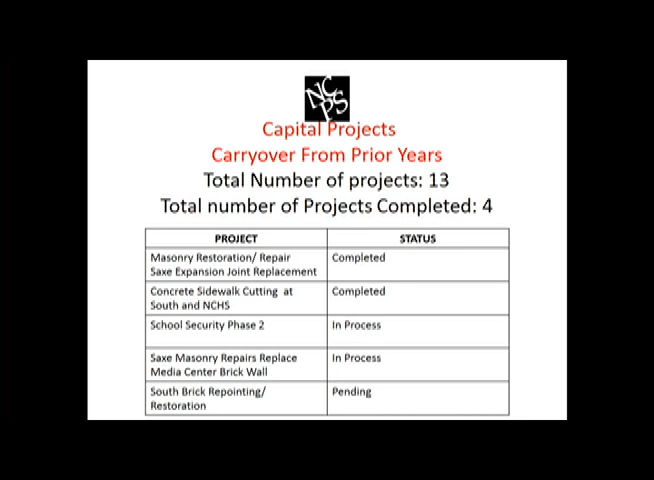 NC
PS
Capital Projects
Carryover From Prior Years
Total Number of projects: 13
Total number of Projects Completed: 4
PROJECT STATUS
Masonry Restoration/ Repair Completed
Saxe Expansion Joint Replacement
Concrete Sidewalk Cutting at Completed
South and NCHS
School Security Phase 2 In Process
Saxe Masonry Repairs Replace In Process
Media Center Brick Wall
South Brick Repointing/ Pending
Restoration